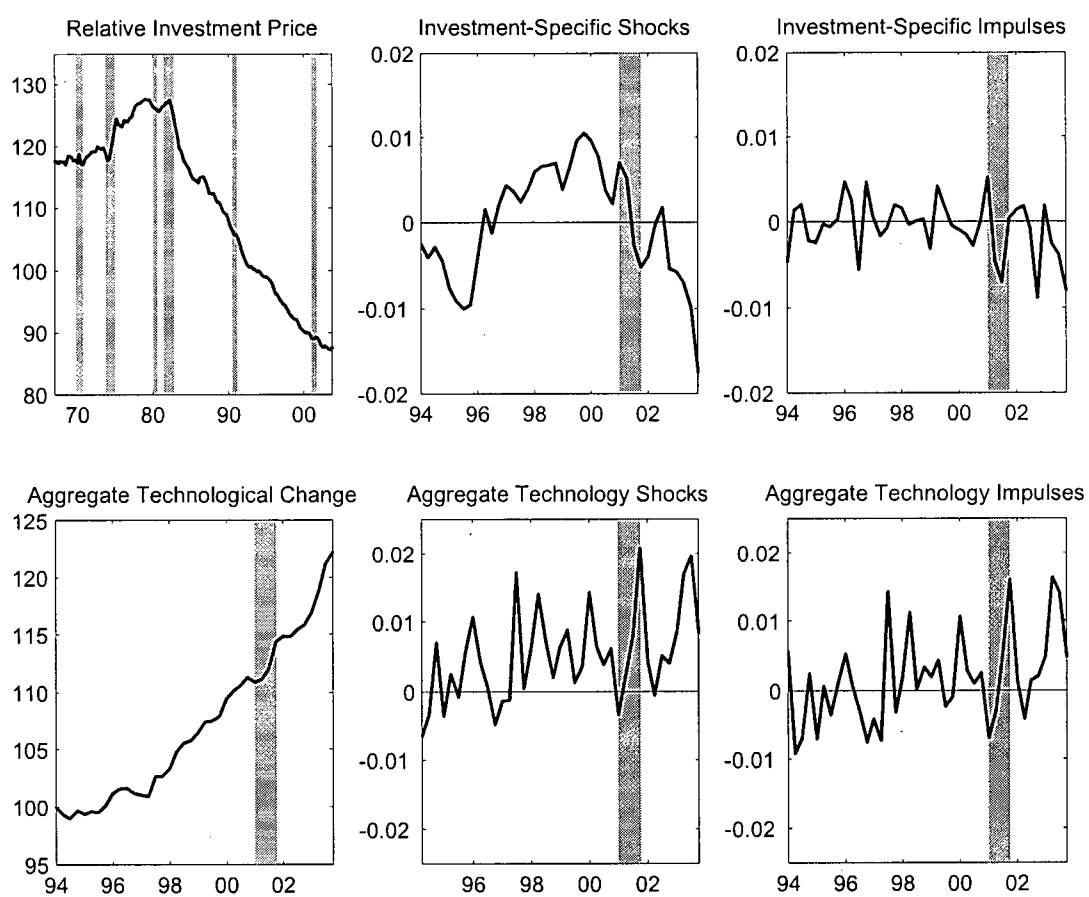 Relative Investment Price
130
120
110
100
90
80
70 80 90 00
Investment-Specific Shocks
0.02
0.01
0
-0.01
-0.02
94 96 98 00 02
Investment-Specific Impulses
0.02
0.01
0
-0.01
-0.02
94 96 98 00 02
Aggregate Technological Change
125
120
115
110
105
100
95
94 96 98 00 02
Aggregate Technology Shocks
0.02
0.01
0
-0.01
-0.02
96 98 00 02
Aggregate Technology Impulses
0.02
0.01
0
-0.01
-0.02
94 96 98 00 02